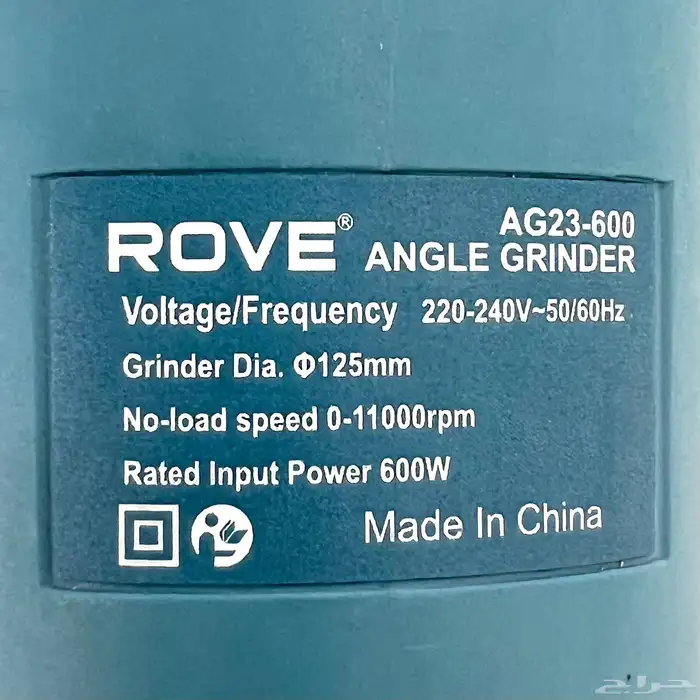 ROVE®
AG23-600
ANGLE GRINDER
Voltage/Frequency 220-240V~50/60Hz
Grinder Dia. Φ125mm
No-load speed 0-11000rpm
Rated Input Power 600W
Made In China
حراج